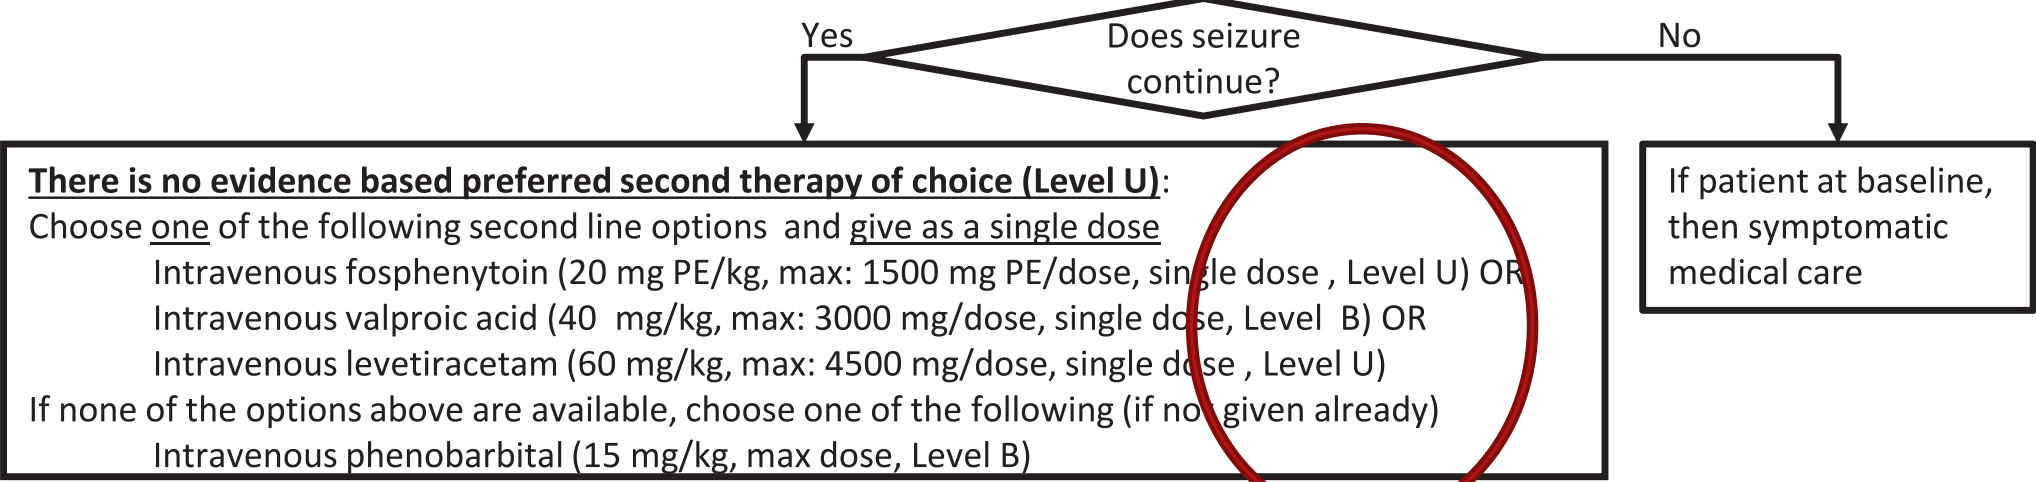 Does seizure
continue?
Yes
No
There is no evidence based preferred second therapy of choice (Level U):
Choose one of the following second line options  and give as a single dose
Intravenous fosphenytoin (20 mg PE/kg, max: 1500 mg PE/dose, single dose , Level U) OR
Intravenous valproic acid (40  mg/kg, max: 3000 mg/dose, single dose, Level  B) OR
Intravenous levetiracetam (60 mg/kg, max: 4500 mg/dose, single dose , Level U)
If none of the options above are available, choose one of the following (if not given already)
Intravenous phenobarbital (15 mg/kg, max dose, Level B)
If patient at baseline,
then symptomatic
medical care